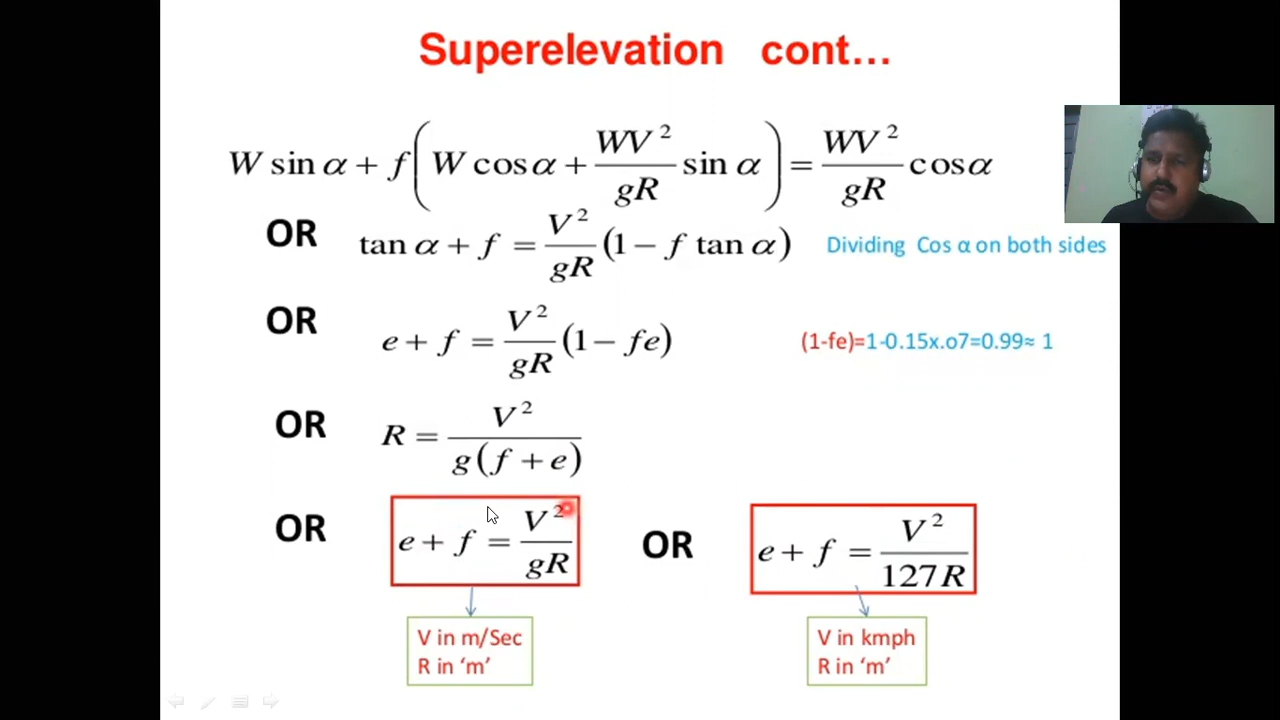 Superelevation cont...
W sin α + f( W cos α + WV²/gR sin α ) = WV²/gR cos α
OR tan α + f = V²/gR (1 − f tan α) Dividing Cos α on both sides
OR e + f = V²/gR (1 − fe) (1-fe)=1-0.15x.o7=0.99≈ 1
OR R = V²/g(f + e)
OR e + f = V²/gR OR e + f = V²/127R
V in m/Sec
R in ‘m’
V in kmph
R in ‘m’